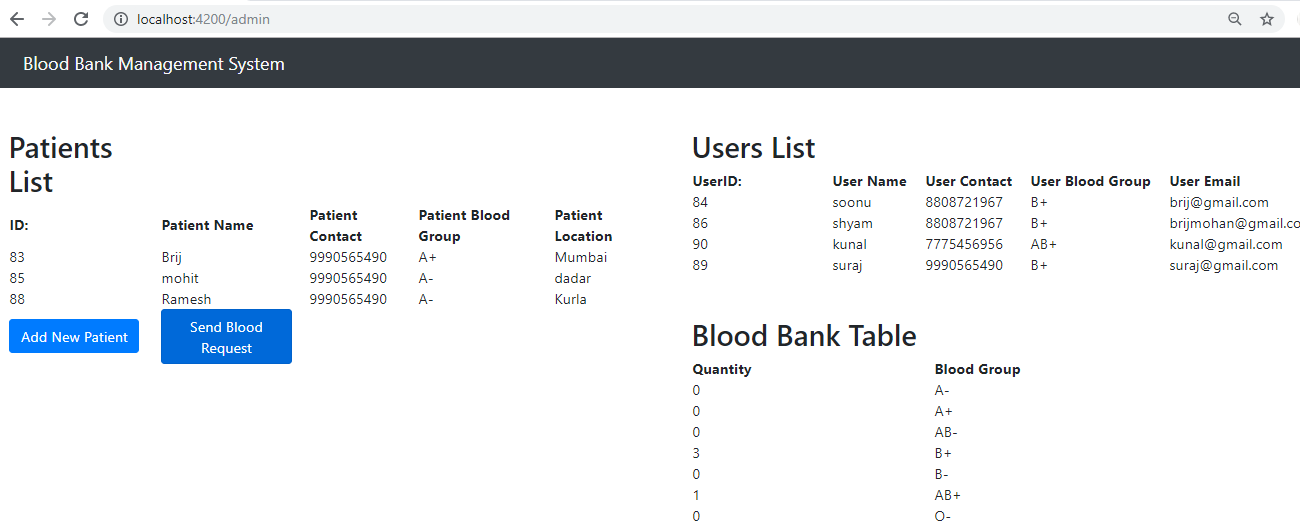 localhost:4200/admin
Blood Bank Management System
Patients
List
ID: Patient Name Patient Contact Patient Blood Group Patient Location
83 Brij 9990565490 A+ Mumbai
85 mohit 9990565490 A- dadar
88 Ramesh 9990565490 A- Kurla
Add New Patient
Send Blood
Request
Users List
UserID: User Name User Contact User Blood Group User Email
84 soonu 8808721967 B+ brij@gmail.com
86 shyam 8808721967 B+ brijmohan@gmail.co
90 kunal 7775456956 AB+ kunal@gmail.com
89 suraj 9990565490 B+ suraj@gmail.com
Blood Bank Table
Quantity Blood Group
0 A-
0 A+
0 AB-
3 B+
0 B-
1 AB+
0 O-